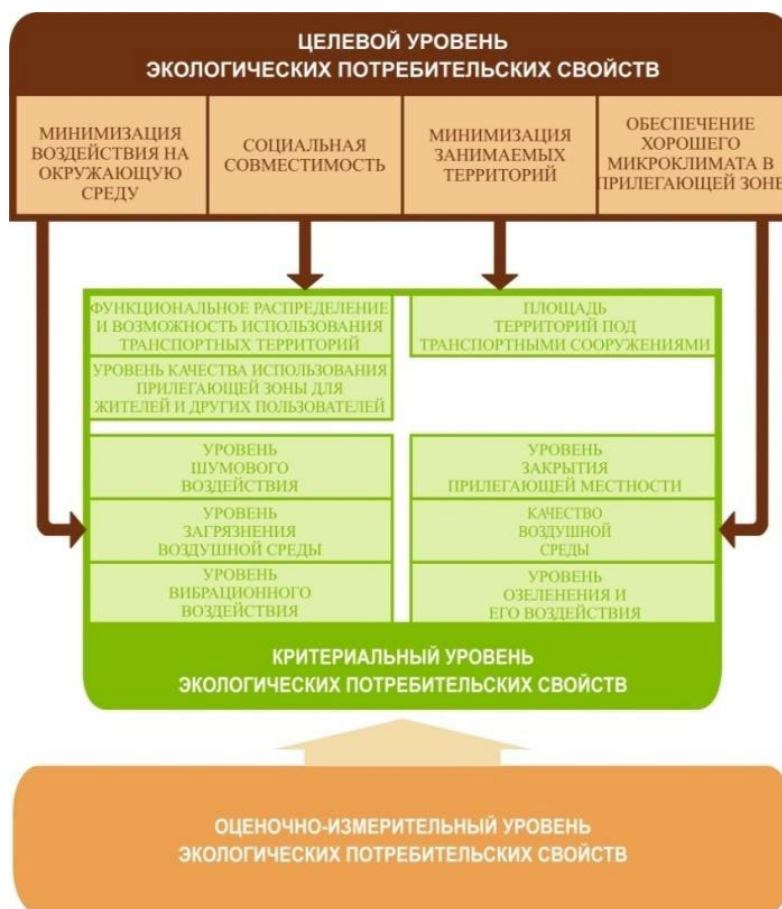 ЦЕЛЕВОЙ УРОВЕНЬ
ЭКОЛОГИЧЕСКИХ ПОТРЕБИТЕЛЬСКИХ СВОЙСТВ
МИНИМИЗАЦИЯ
ВОЗДЕЙСТВИЯ НА
ОКРУЖАЮЩУЮ
СРЕДУ
СОЦИАЛЬНАЯ
СОВМЕСТИМОСТЬ
МИНИМИЗАЦИЯ
ЗАНИМАЕМЫХ
ТЕРРИТОРИЙ
ОБЕСПЕЧЕНИЕ
ХОРОШЕГО
МИКРОКЛИМАТА В
ПРИЛЕГАЮЩЕЙ ЗОНЕ
ФУНКЦИОНАЛЬНОЕ РАСПРЕДЕЛЕНИЕ
И ВОЗМОЖНОСТЬ ИСПОЛЬЗОВАНИЯ
ТРАНСПОРТНЫХ ТЕРРИТОРИЙ
ПЛОЩАДЬ
ТЕРРИТОРИЙ ПОД
ТРАНСПОРТНЫМИ СООРУЖЕНИЯМИ
УРОВЕНЬ КАЧЕСТВА ИСПОЛЬЗОВАНИЯ
ПРИЛЕГАЮЩЕЙ ЗОНЫ ДЛЯ
ЖИТЕЛЕЙ И ДРУГИХ ПОЛЬЗОВАТЕЛЕЙ
УРОВЕНЬ
ШУМОВОГО
ВОЗДЕЙСТВИЯ
УРОВЕНЬ
ЗАКРЫТИЯ
ПРИЛЕГАЮЩЕЙ МЕСТНОСТИ
УРОВЕНЬ
ЗАГРЯЗНЕНИЯ
ВОЗДУШНОЙ СРЕДЫ
КАЧЕСТВО
ВОЗДУШНОЙ
СРЕДЫ
УРОВЕНЬ
ВИБРАЦИОННОГО
ВОЗДЕЙСТВИЯ
УРОВЕНЬ
ОЗЕЛЕНЕНИЯ И
ЕГО ВОЗДЕЙСТВИЯ
КРИТЕРИАЛЬНЫЙ УРОВЕНЬ
ЭКОЛОГИЧЕСКИХ ПОТРЕБИТЕЛЬСКИХ СВОЙСТВ
ОЦЕНОЧНО-ИЗМЕРИТЕЛЬНЫЙ УРОВЕНЬ
ЭКОЛОГИЧЕСКИХ ПОТРЕБИТЕЛЬСКИХ СВОЙСТВ